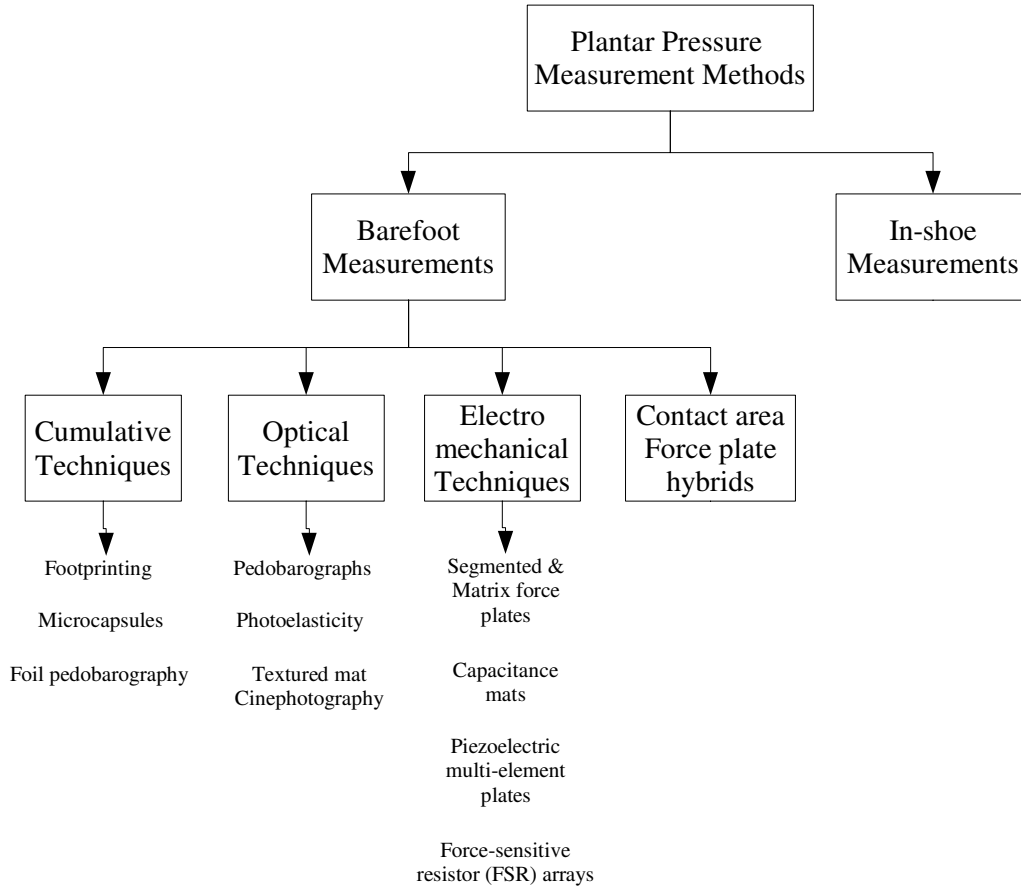 Plantar Pressure
Measurement Methods
Barefoot
Measurements
In-shoe
Measurements
Cumulative
Techniques
Optical
Techniques
Electro
mechanical
Techniques
Contact area
Force plate
hybrids
Footprinting
Microcapsules
Foil pedobarography
Pedobarographs
Photoelasticity
Textured mat
Cinephotography
Segmented &
Matrix force
plates
Capacitance
mats
Piezoelectric
multi-element
plates
Force-sensitive
resistor (FSR) arrays